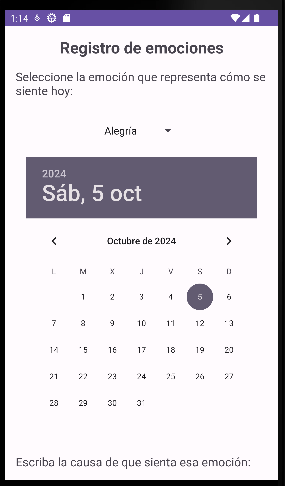 1:14
Registro de emociones
Seleccione la emoción que representa cómo se
siente hoy:
Alegría
2024
Sáb, 5 oct
Octubre de 2024
L M X J V S D
1 2 3 4 5 6
7 8 9 10 11 12 13
14 15 16 17 18 19 20
21 22 23 24 25 26 27
28 29 30 31
Escriba la causa de que sienta esa emoción: